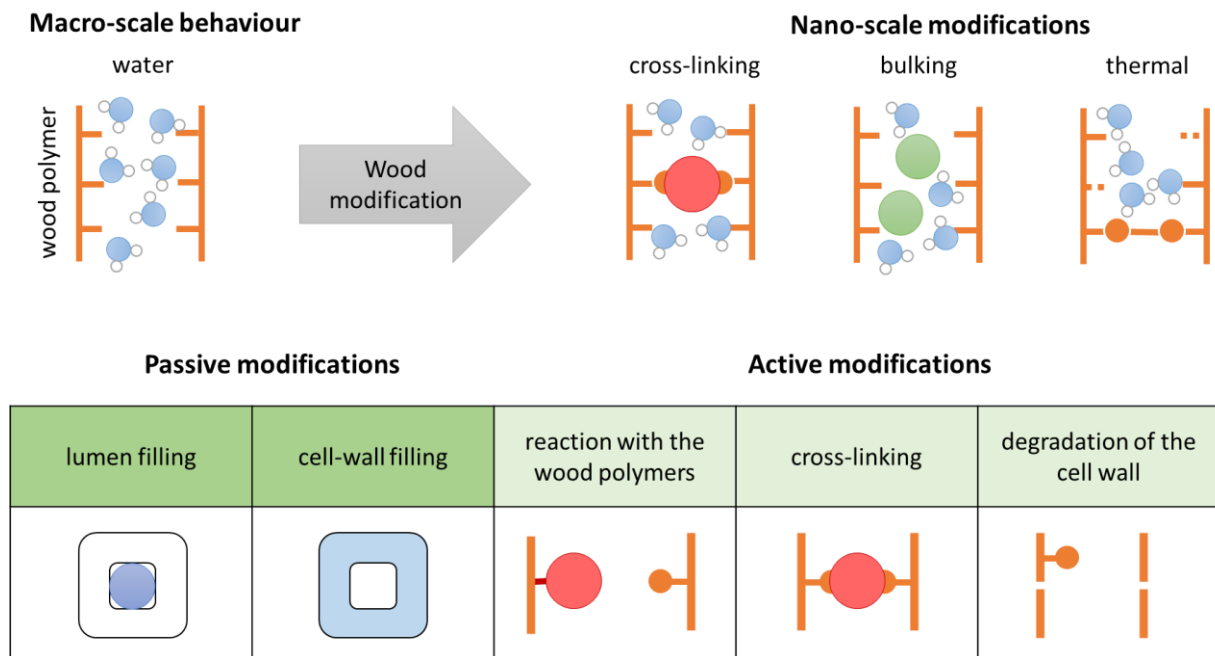 Macro-scale behaviour
Nano-scale modifications
water
cross-linking
bulking
thermal
wood polymer
Wood
modification
Passive modifications
Active modifications
lumen filling
cell-wall filling
reaction with the
wood polymers
cross-linking
degradation of the
cell wall